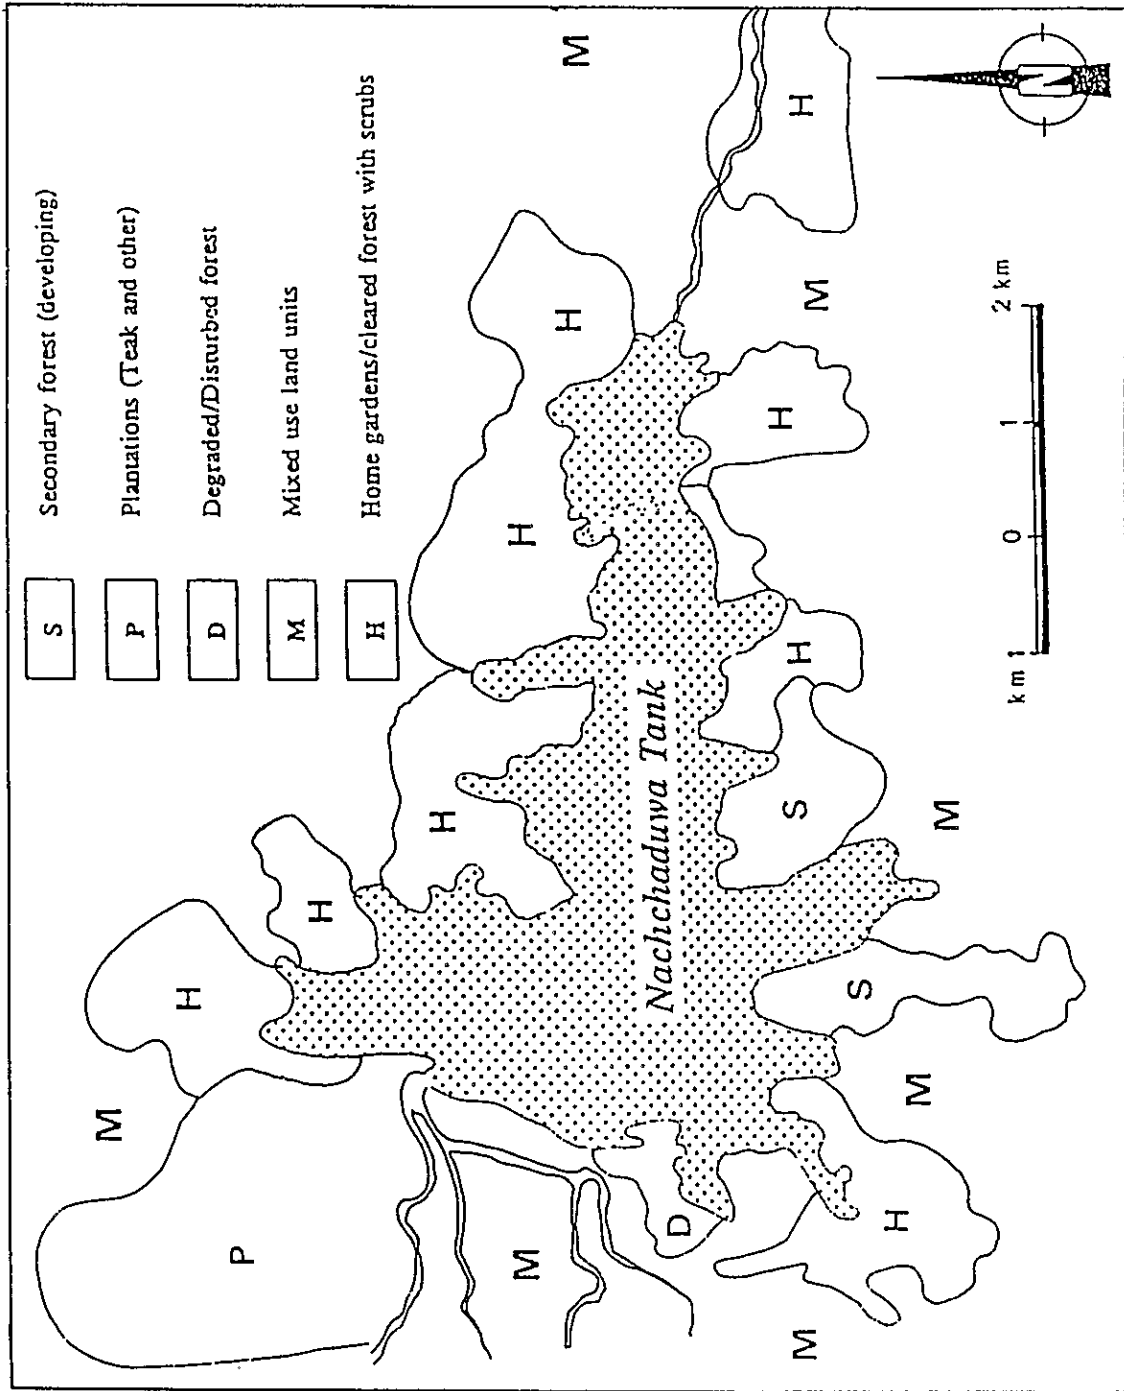 S Secondary forest (developing)
P Plantations (Teak and other)
D Degraded/Disturbed forest
M Mixed use land units
H Home gardens/cleared forest with scrubs
M
H
P
H
H
M
H
H
M
D
Nachchaduwa Tank
H
M
S
H
M
H
S
H
M
M
km 1 0 1 2 km